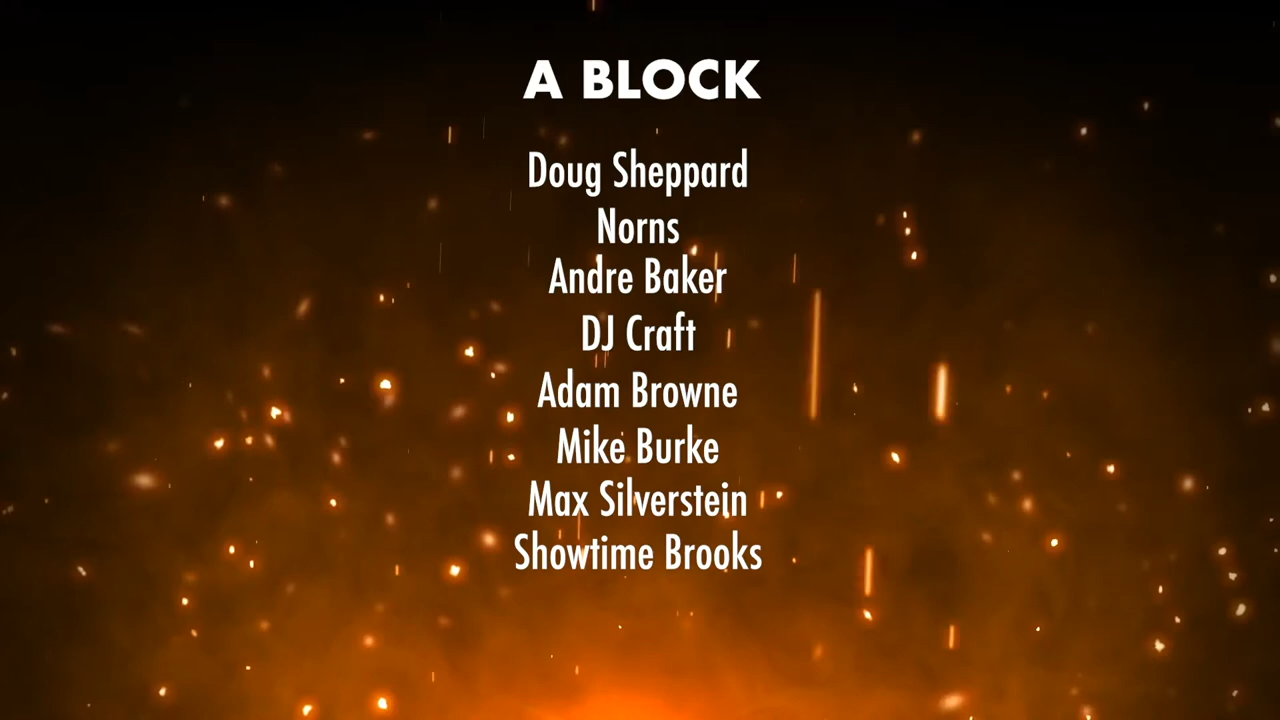 A BLOCK
Doug Sheppard
Norns
Andre Baker
DJ Craft
Adam Browne
Mike Burke
Max Silverstein
Showtime Brooks